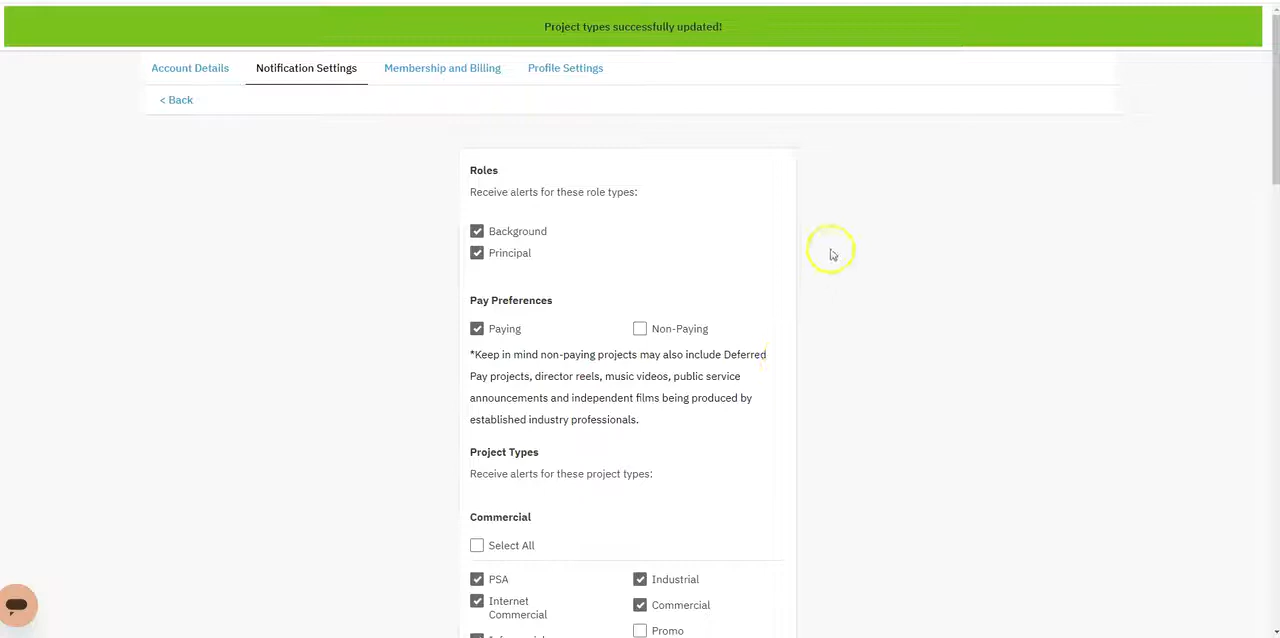 Project types successfully updated!
Account Details Notification Settings Membership and Billing Profile Settings
< Back
Roles
Receive alerts for these role types:
Background
Principal
Pay Preferences
Paying Non-Paying
*Keep in mind non-paying projects may also include Deferred
Pay projects, director reels, music videos, public service
announcements and independent films being produced by
established industry professionals.
Project Types
Receive alerts for these project types:
Commercial
Select All
PSA Industrial
Internet Commercial
Commercial
Promo